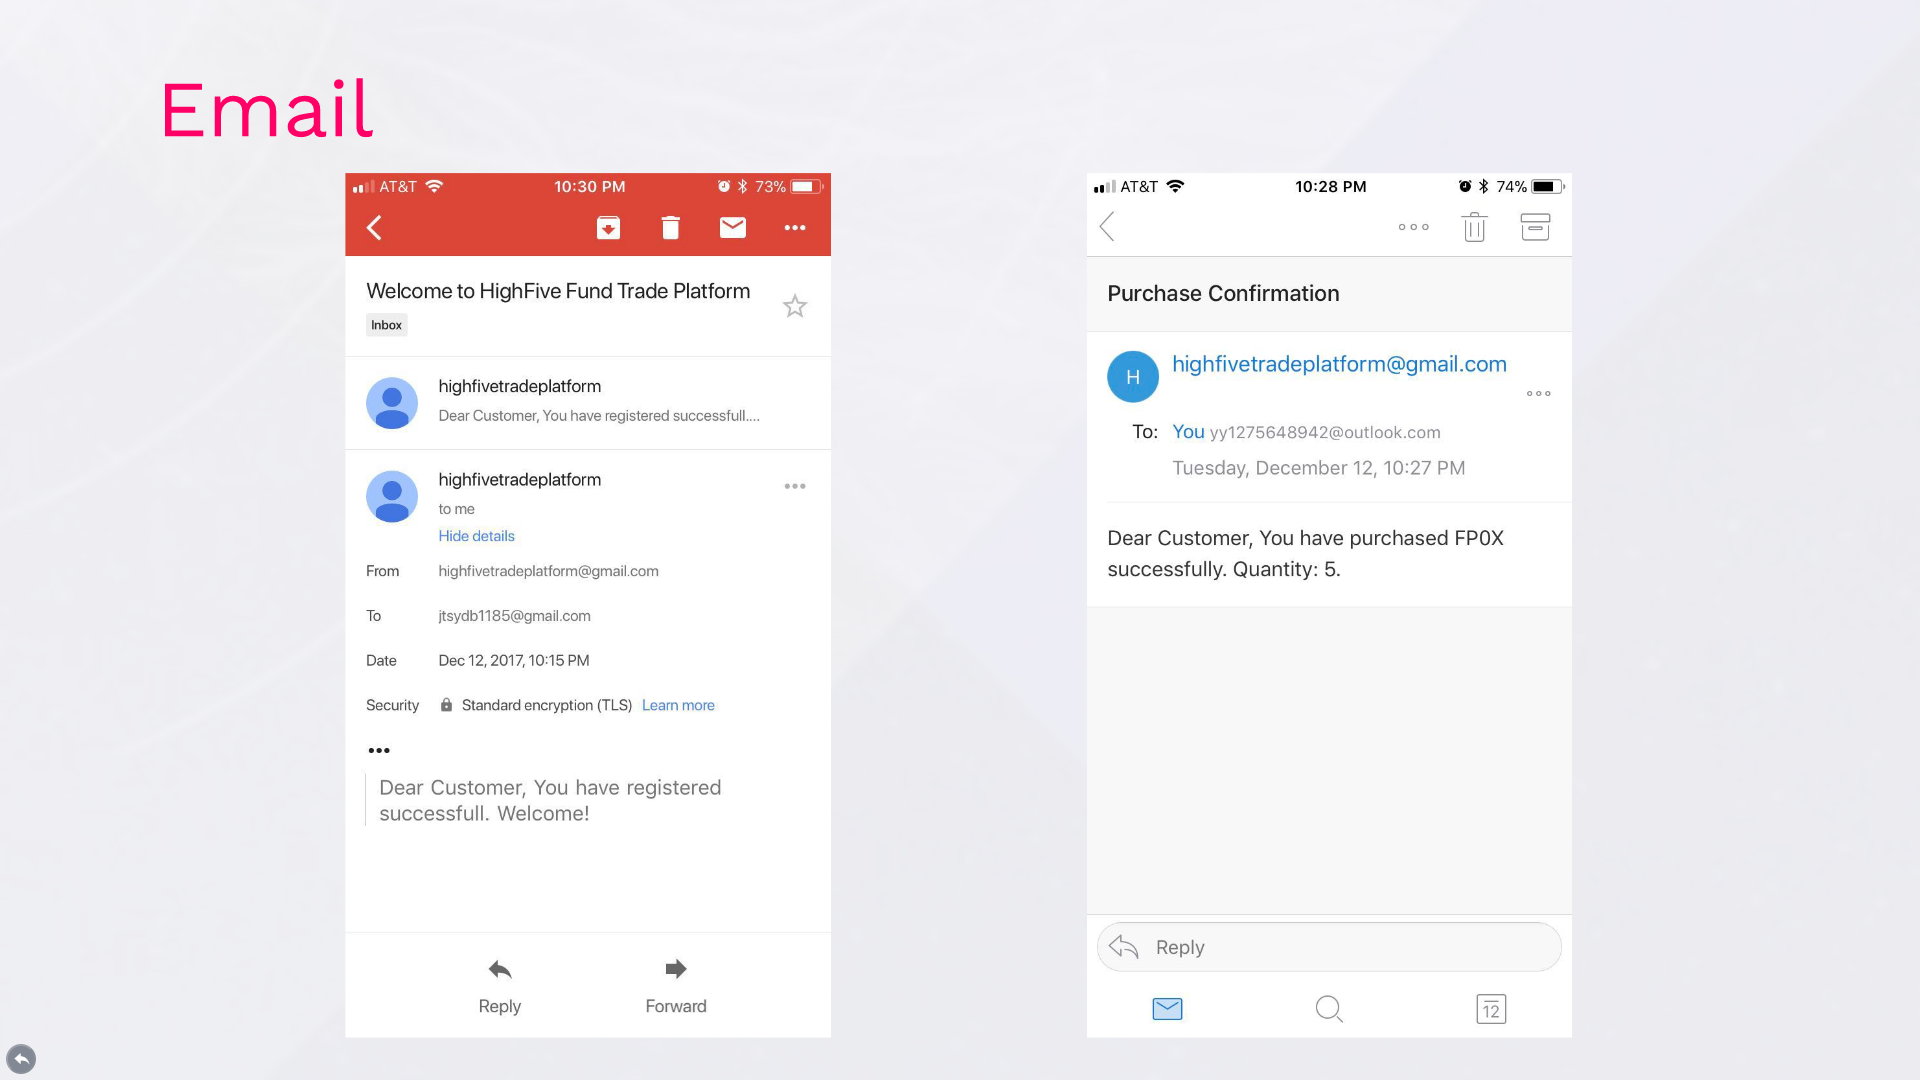 Email
AT&T 10:30 PM 73%
Welcome to HighFive Fund Trade Platform
Inbox
highfivetradeplatform
Dear Customer, You have registered successfull....
highfivetradeplatform
to me
Hide details
From highfivetradeplatform@gmail.com
To jtsydb1185@gmail.com
Date Dec 12, 2017, 10:15 PM
Security Standard encryption (TLS) Learn more
Dear Customer, You have registered
successfull. Welcome!
Reply Forward
AT&T 10:28 PM 74%
Purchase Confirmation
H highfivetradeplatform@gmail.com
To: You yy1275648942@outlook.com
Tuesday, December 12, 10:27 PM
Dear Customer, You have purchased FP0X
successfully. Quantity: 5.
Reply
12